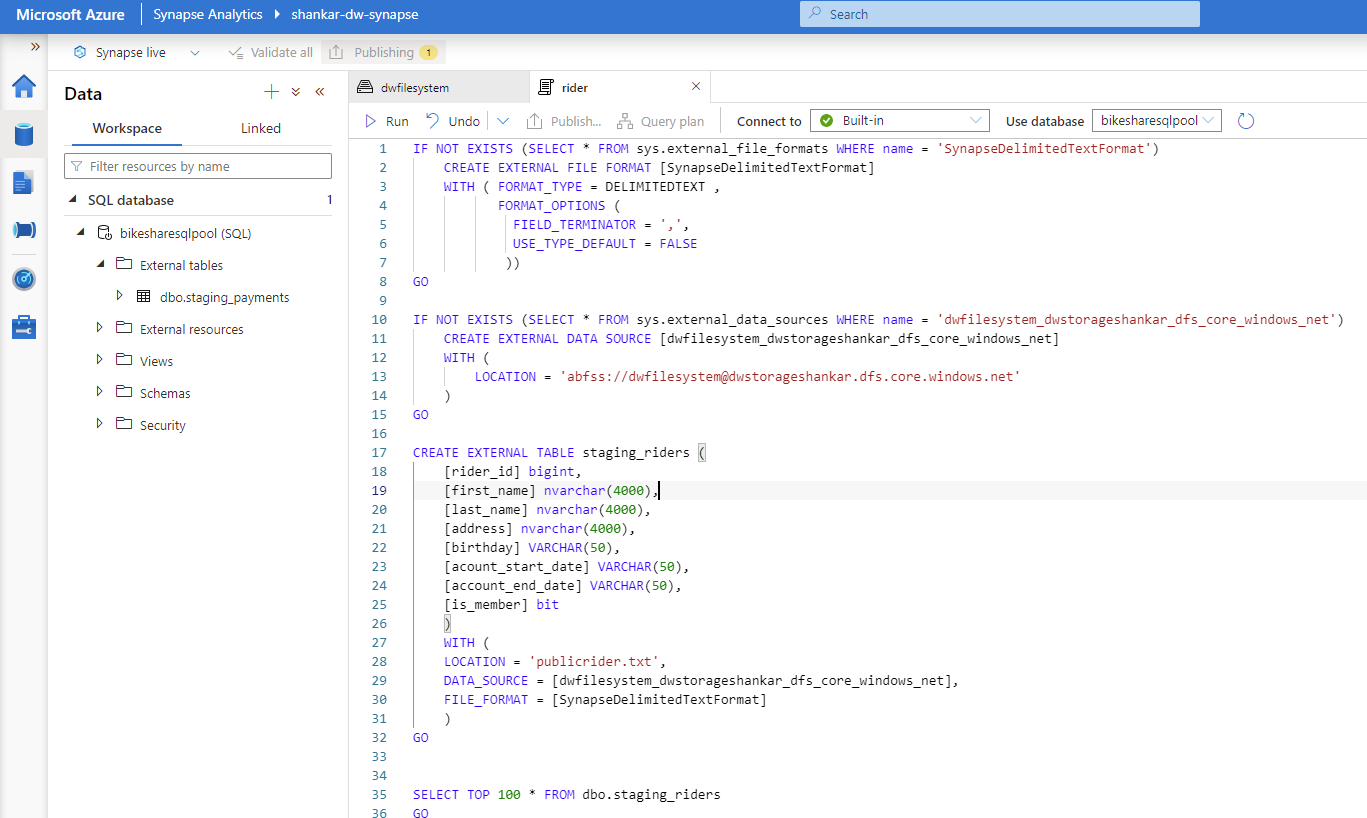 Microsoft Azure Synapse Analytics shankar-dw-synapse Search
Synapse live Validate all Publishing 1
Data
Workspace Linked
Filter resources by name
SQL database 1
bikesharesqlpool (SQL)
External tables
dbo.staging_payments
External resources
Views
Schemas
Security
dwfilesystem rider
Run Undo Publish... Query plan Connect to Built-in Use database bikesharesqlpool
1 IF NOT EXISTS (SELECT * FROM sys.external_file_formats WHERE name = 'SynapseDelimitedTextFormat')
2 CREATE EXTERNAL FILE FORMAT [SynapseDelimitedTextFormat]
3 WITH ( FORMAT_TYPE = DELIMITEDTEXT ,
4 FORMAT_OPTIONS (
5 FIELD_TERMINATOR = ',',
6 USE_TYPE_DEFAULT = FALSE
7 ))
8 GO
9
10 IF NOT EXISTS (SELECT * FROM sys.external_data_sources WHERE name = 'dwfilesystem_dwstorageshankar_dfs_core_windows_net')
11 CREATE EXTERNAL DATA SOURCE [dwfilesystem_dwstorageshankar_dfs_core_windows_net]
12 WITH (
13 LOCATION = 'abfss://dwfilesystem@dwstorageshankar.dfs.core.windows.net'
14 )
15 GO
16
17 CREATE EXTERNAL TABLE staging_riders (
18 [rider_id] bigint,
19 [first_name] nvarchar(4000),
20 [last_name] nvarchar(4000),
21 [address] nvarchar(4000),
22 [birthday] VARCHAR(50),
23 [acount_start_date] VARCHAR(50),
24 [account_end_date] VARCHAR(50),
25 [is_member] bit
26 )
27 WITH (
28 LOCATION = 'publicrider.txt',
29 DATA_SOURCE = [dwfilesystem_dwstorageshankar_dfs_core_windows_net],
30 FILE_FORMAT = [SynapseDelimitedTextFormat]
31 )
32 GO
33
34
35 SELECT TOP 100 * FROM dbo.staging_riders
36 GO